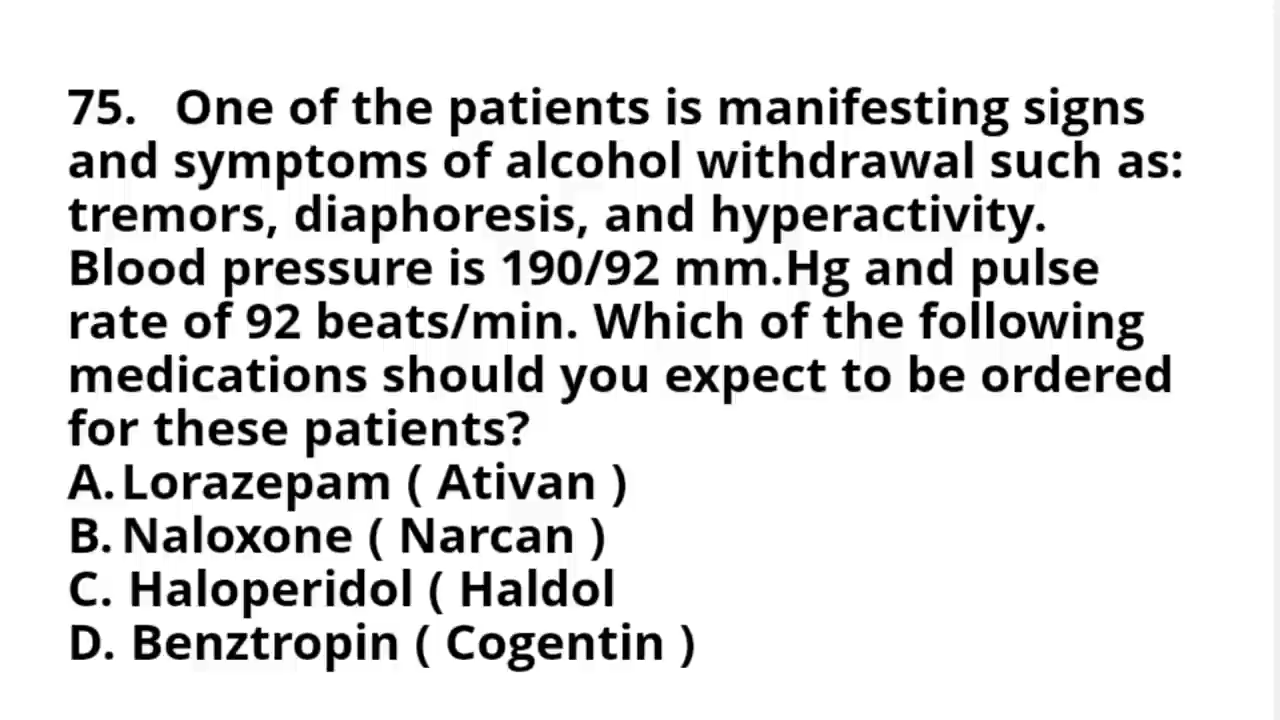 75. One of the patients is manifesting signs
and symptoms of alcohol withdrawal such as:
tremors, diaphoresis, and hyperactivity.
Blood pressure is 190/92 mm.Hg and pulse
rate of 92 beats/min. Which of the following
medications should you expect to be ordered
for these patients?
A. Lorazepam ( Ativan )
B. Naloxone ( Narcan )
C. Haloperidol ( Haldol
D. Benztropin ( Cogentin )